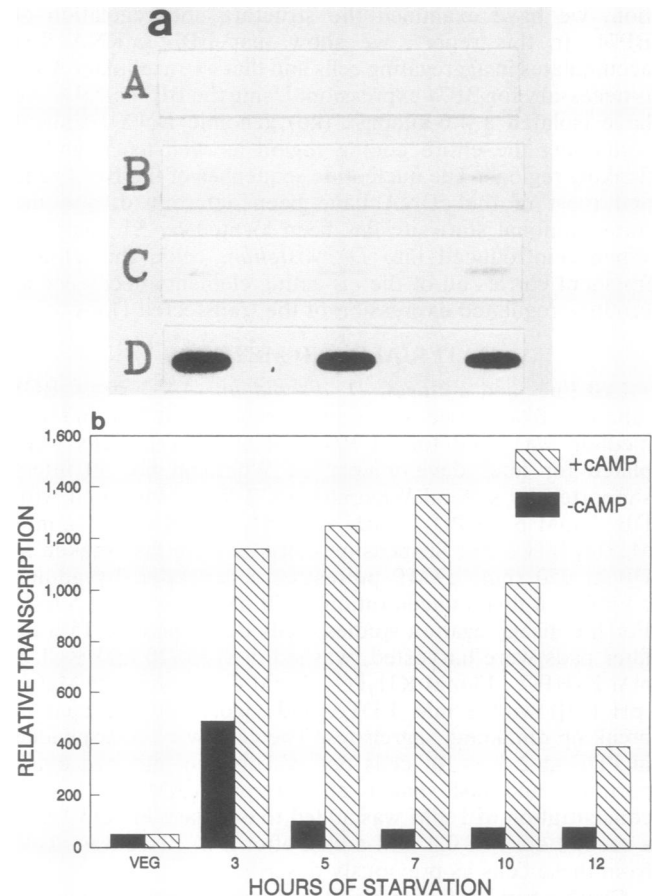 a
A
B
C
D
b
1,600
1,400
1,200
1,000
800
600
400
200
0
RELATIVE TRANSCRIPTION
+cAMP
-cAMP
VEG 3 5 7 10 12
HOURS OF STARVATION